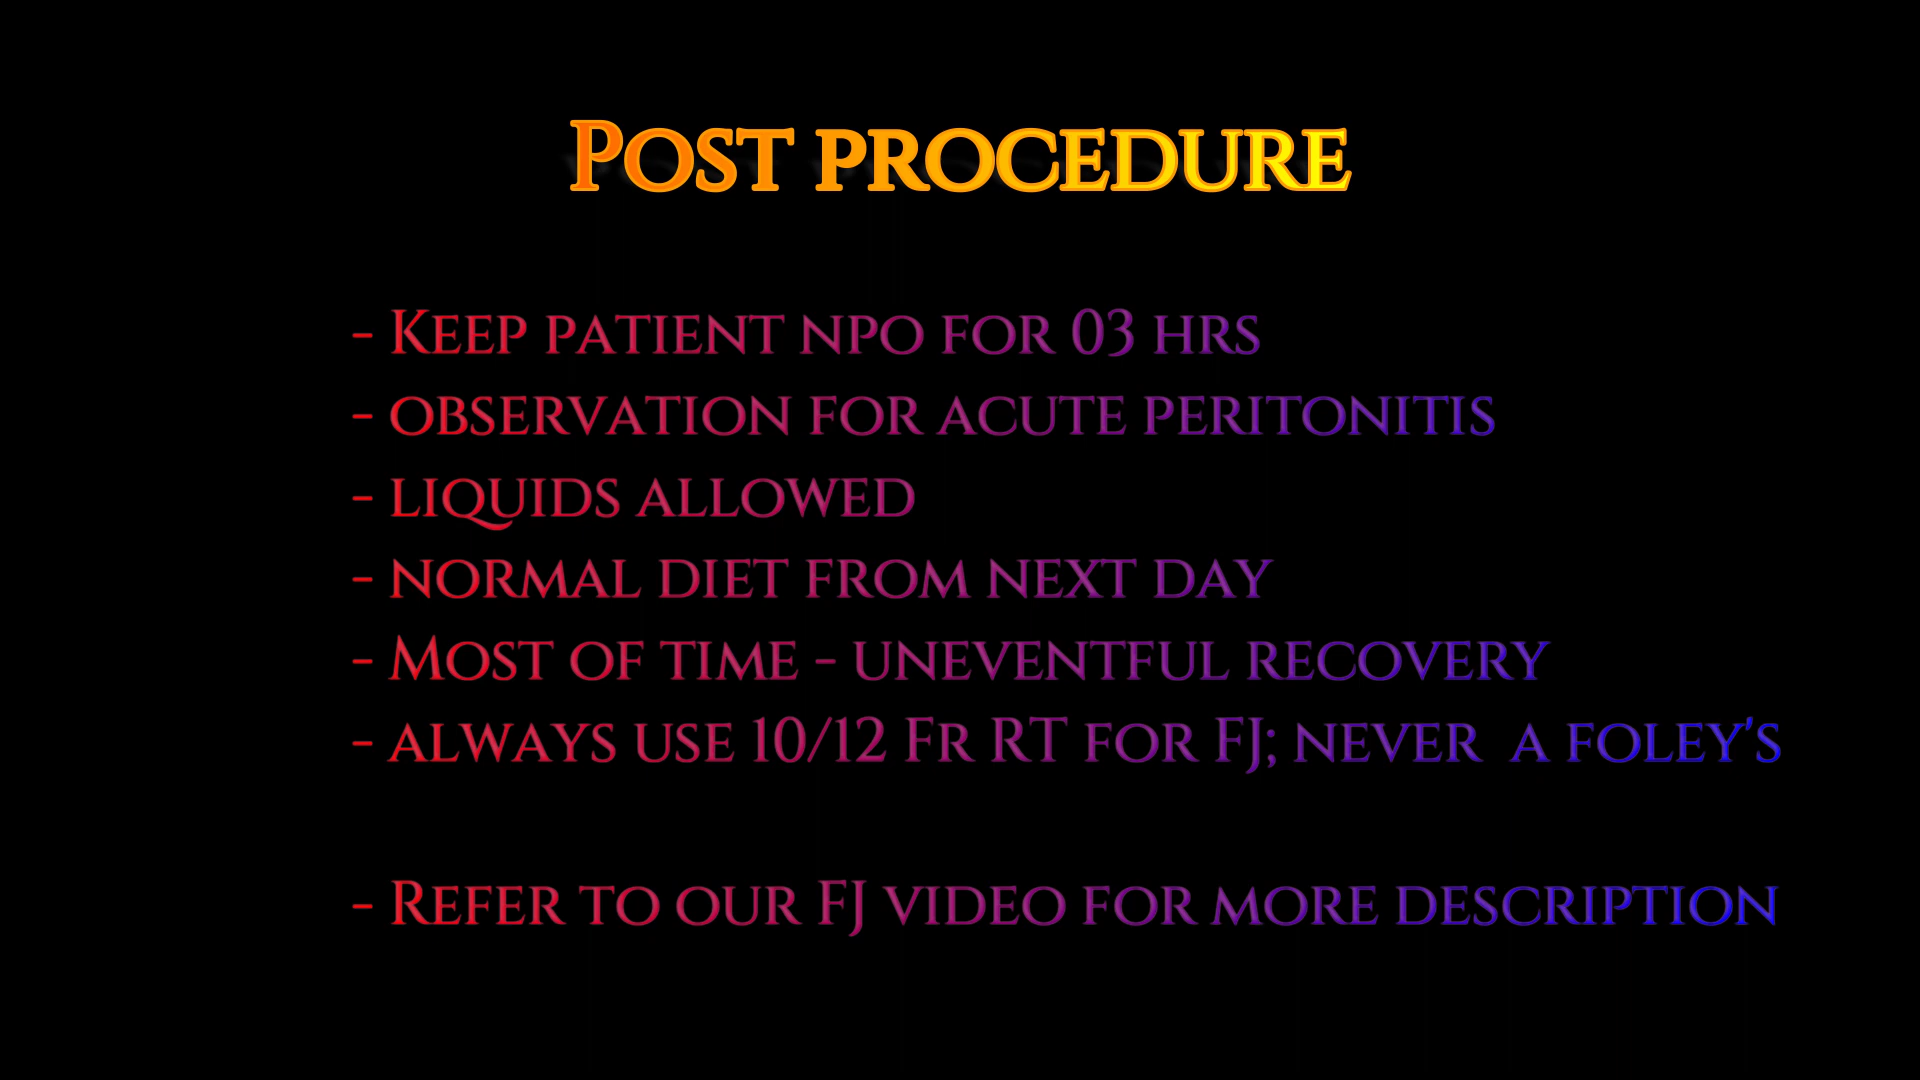 Post procedure
- Keep patient npo for 03 hrs
- observation for acute peritonitis
- liquids allowed
- normal diet from next day
- Most of time - uneventful recovery
- always use 10/12 Fr RT for FJ; never a foley's
- Refer to our FJ video for more description